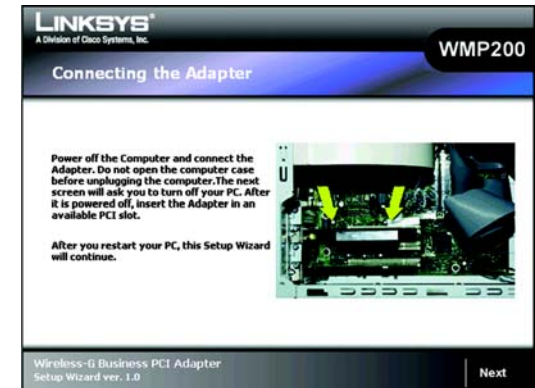 LINKSYS®
A Division of Cisco Systems, Inc.
WMP200
Connecting the Adapter
Power off the Computer and connect the
Adapter. Do not open the computer case
before unplugging the computer.The next
screen will ask you to turn off your PC. After
it is powered off, insert the Adapter in an
available PCI slot.
After you restart your PC, this Setup Wizard
will continue.
Wireless-G Business PCI Adapter
Setup Wizard ver. 1.0
Next